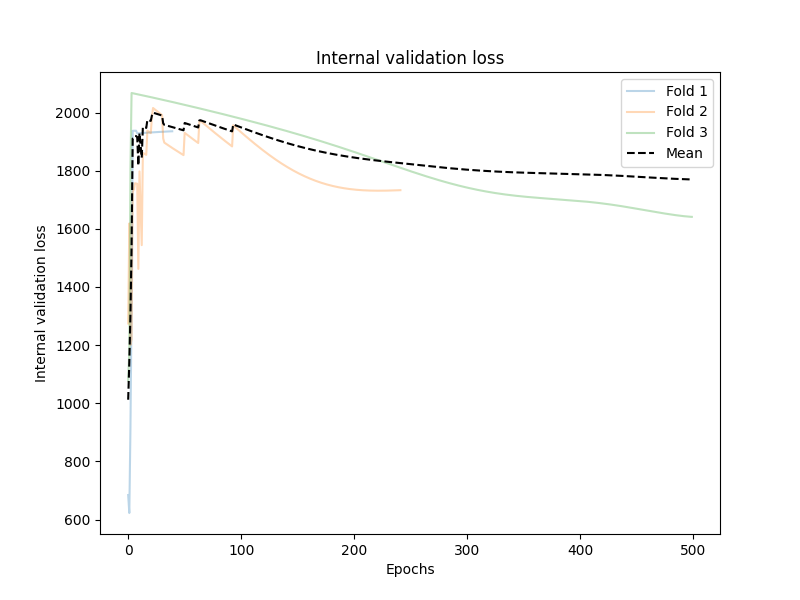 Internal validation loss
Fold 1
Fold 2
Fold 3
Mean
2000
1800
1600
1400
1200
1000
800
600
Internal validation loss
0 100 200 300 400 500
Epochs